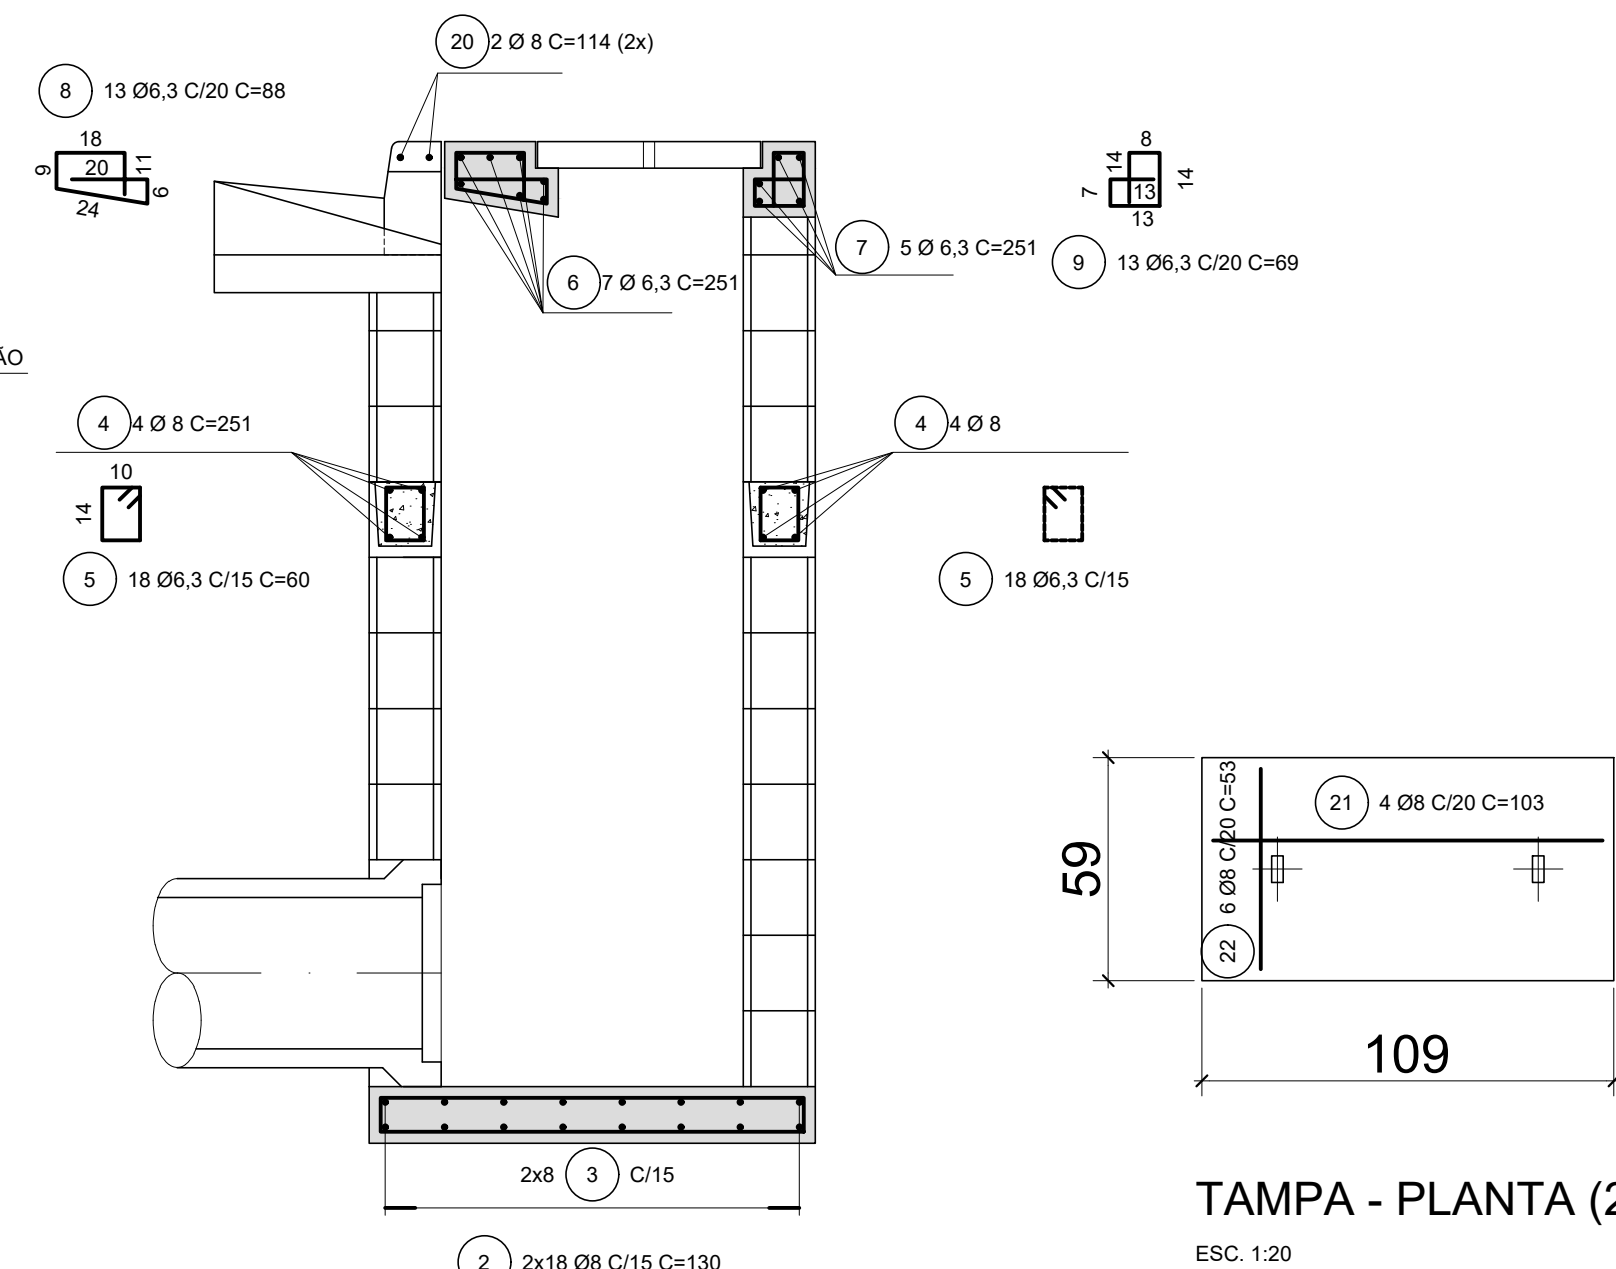 20 2 Ø 8 C=114 (2x)
8 13 Ø6,3 C/20 C=88
18
9
20
11
6
24
8
14
14
7
13
13
7 5 Ø 6,3 C=251
9 13 Ø6,3 C/20 C=69
6 7 Ø 6,3 C=251
ÃO
4 4 Ø 8 C=251
4 4 Ø 8
10
14
5 18 Ø6,3 C/15 C=60
5 18 Ø6,3 C/15
21 4 Ø8 C/20 C=103
22 6 Ø8 C/20 C=53
59
109
2x8 3 C/15
TAMPA - PLANTA (2
ESC. 1:20
2 2x18 Ø8 C/15 C=130